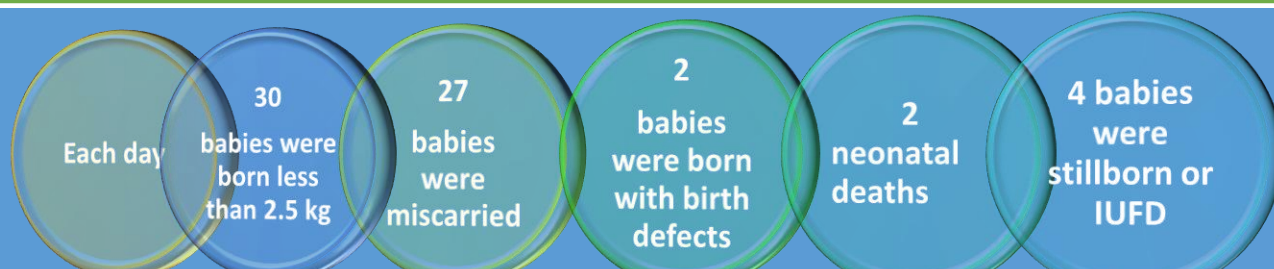 Each day
30
babies were
born less
than 2.5 kg
27
babies
were
miscarried
2
babies
were born
with birth
defects
2
neonatal
deaths
4 babies
were
stillborn or
IUFD